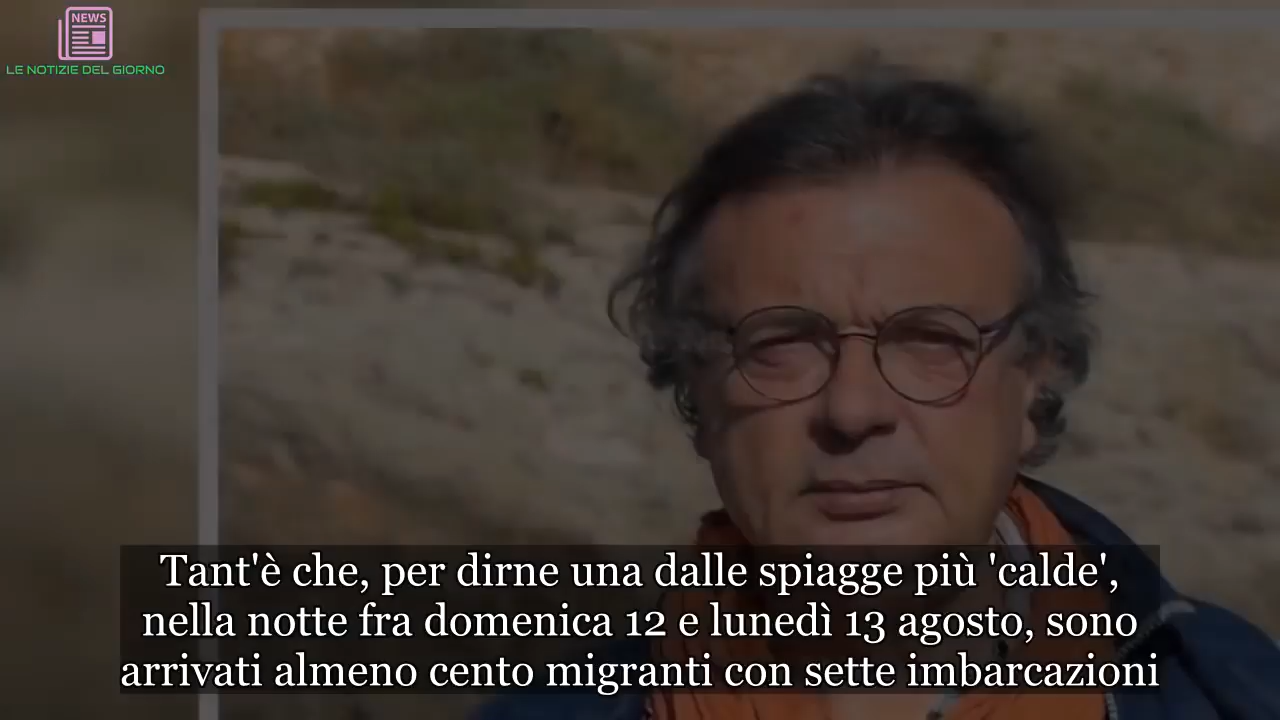 NEWS
LE NOTIZIE DEL GIORNO
Tant'è che, per dirne una dalle spiagge più 'calde',
nella notte fra domenica 12 e lunedì 13 agosto, sono
arrivati almeno cento migranti con sette imbarcazioni